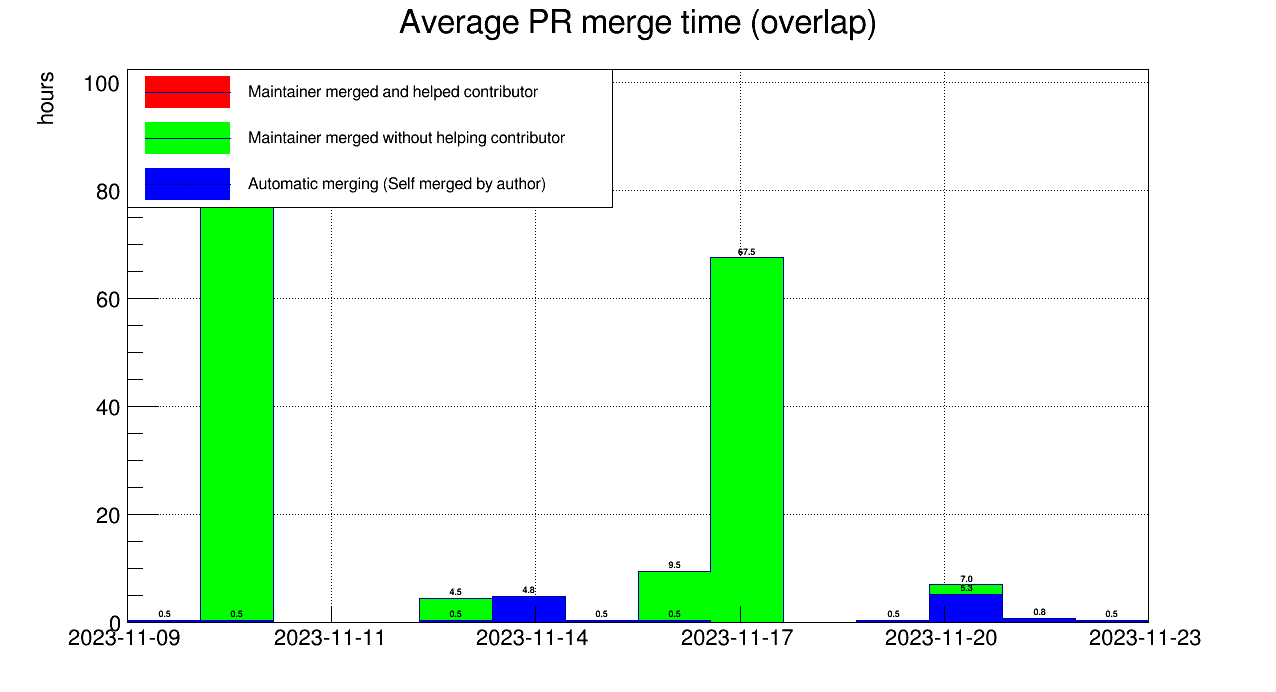 Average PR merge time (overlap)
hours
100
80
60
40
20
0
Maintainer merged and helped contributor
Maintainer merged without helping contributor
Automatic merging (Self merged by author)
67.5
9.5
7.0
5.3
4.5
4.8
0.5 0.5 0.5 0.5 0.5 0.5 0.8 0.5
2023-11-09 2023-11-11 2023-11-14 2023-11-17 2023-11-20 2023-11-23